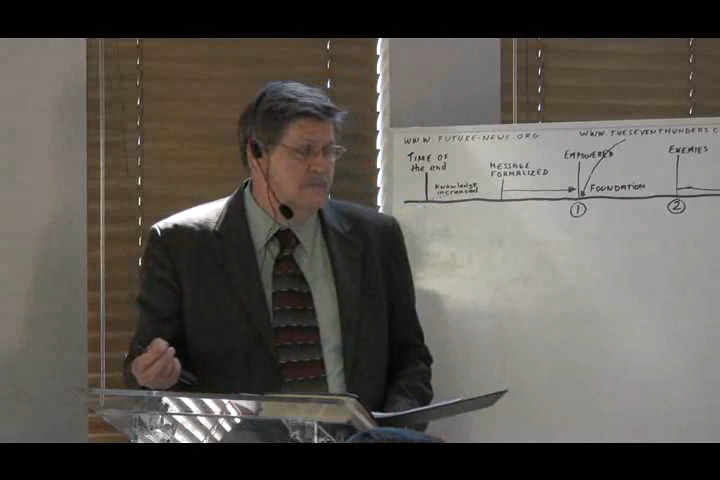 WWW.FUTURE-NEWS.ORG
WWW.THESEVENTHUNDERS.C
TIME OF
the end
Knowledge
increased
MESSAGE
FORMALIZED
EMPOWERED
FOUNDATION
ENEMIES
1
2